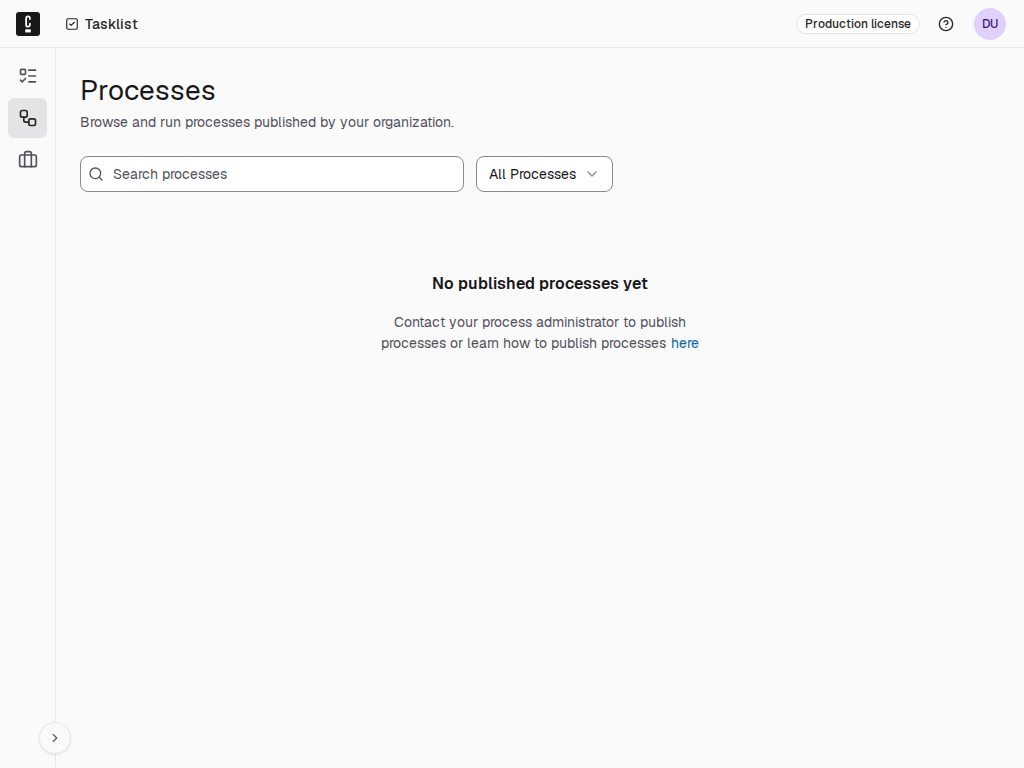 Tasklist
Production license
DU
Processes
Browse and run processes published by your organization.
Search processes
All Processes
No published processes yet
Contact your process administrator to publish
processes or learn how to publish processes here